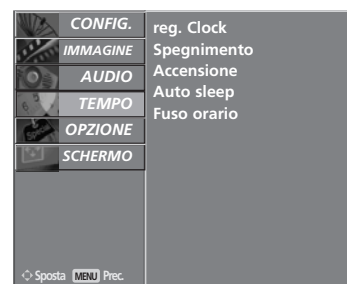 CONFIG.
IMMAGINE
AUDIO
TEMPO
OPZIONE
SCHERMO
reg. Clock
Spegnimento
Accensione
Auto sleep
Fuso orario
Sposta MENU Prec.